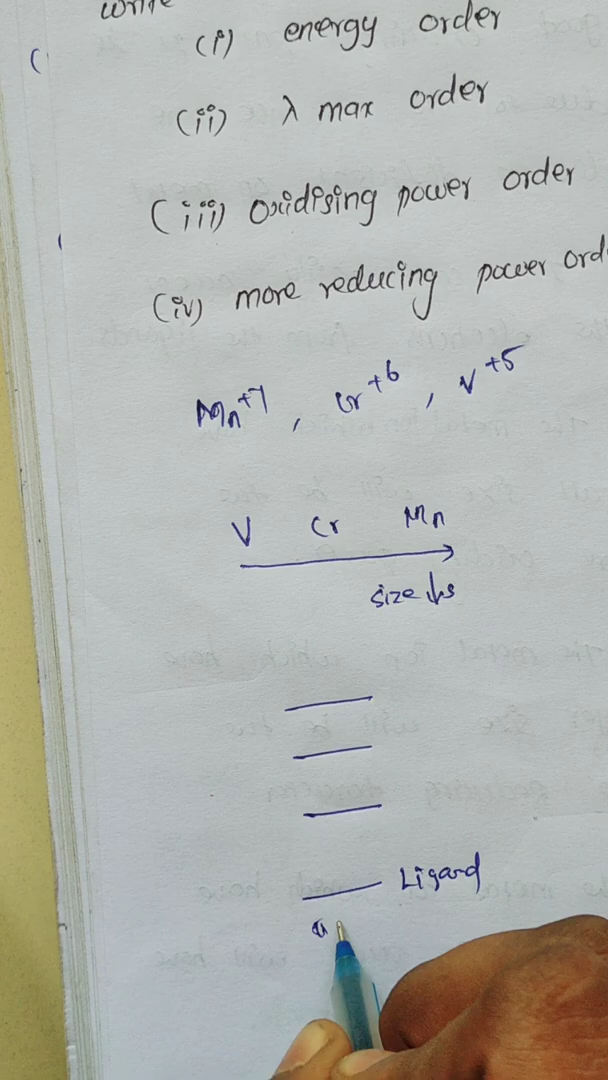 write
(i) energy order
(ii) λ max order
(iii) oxidising power order
(iv) more reducing power ord
Mn+7, Cr+6, V+5
V Cr Mn
size ↓s
Ligand